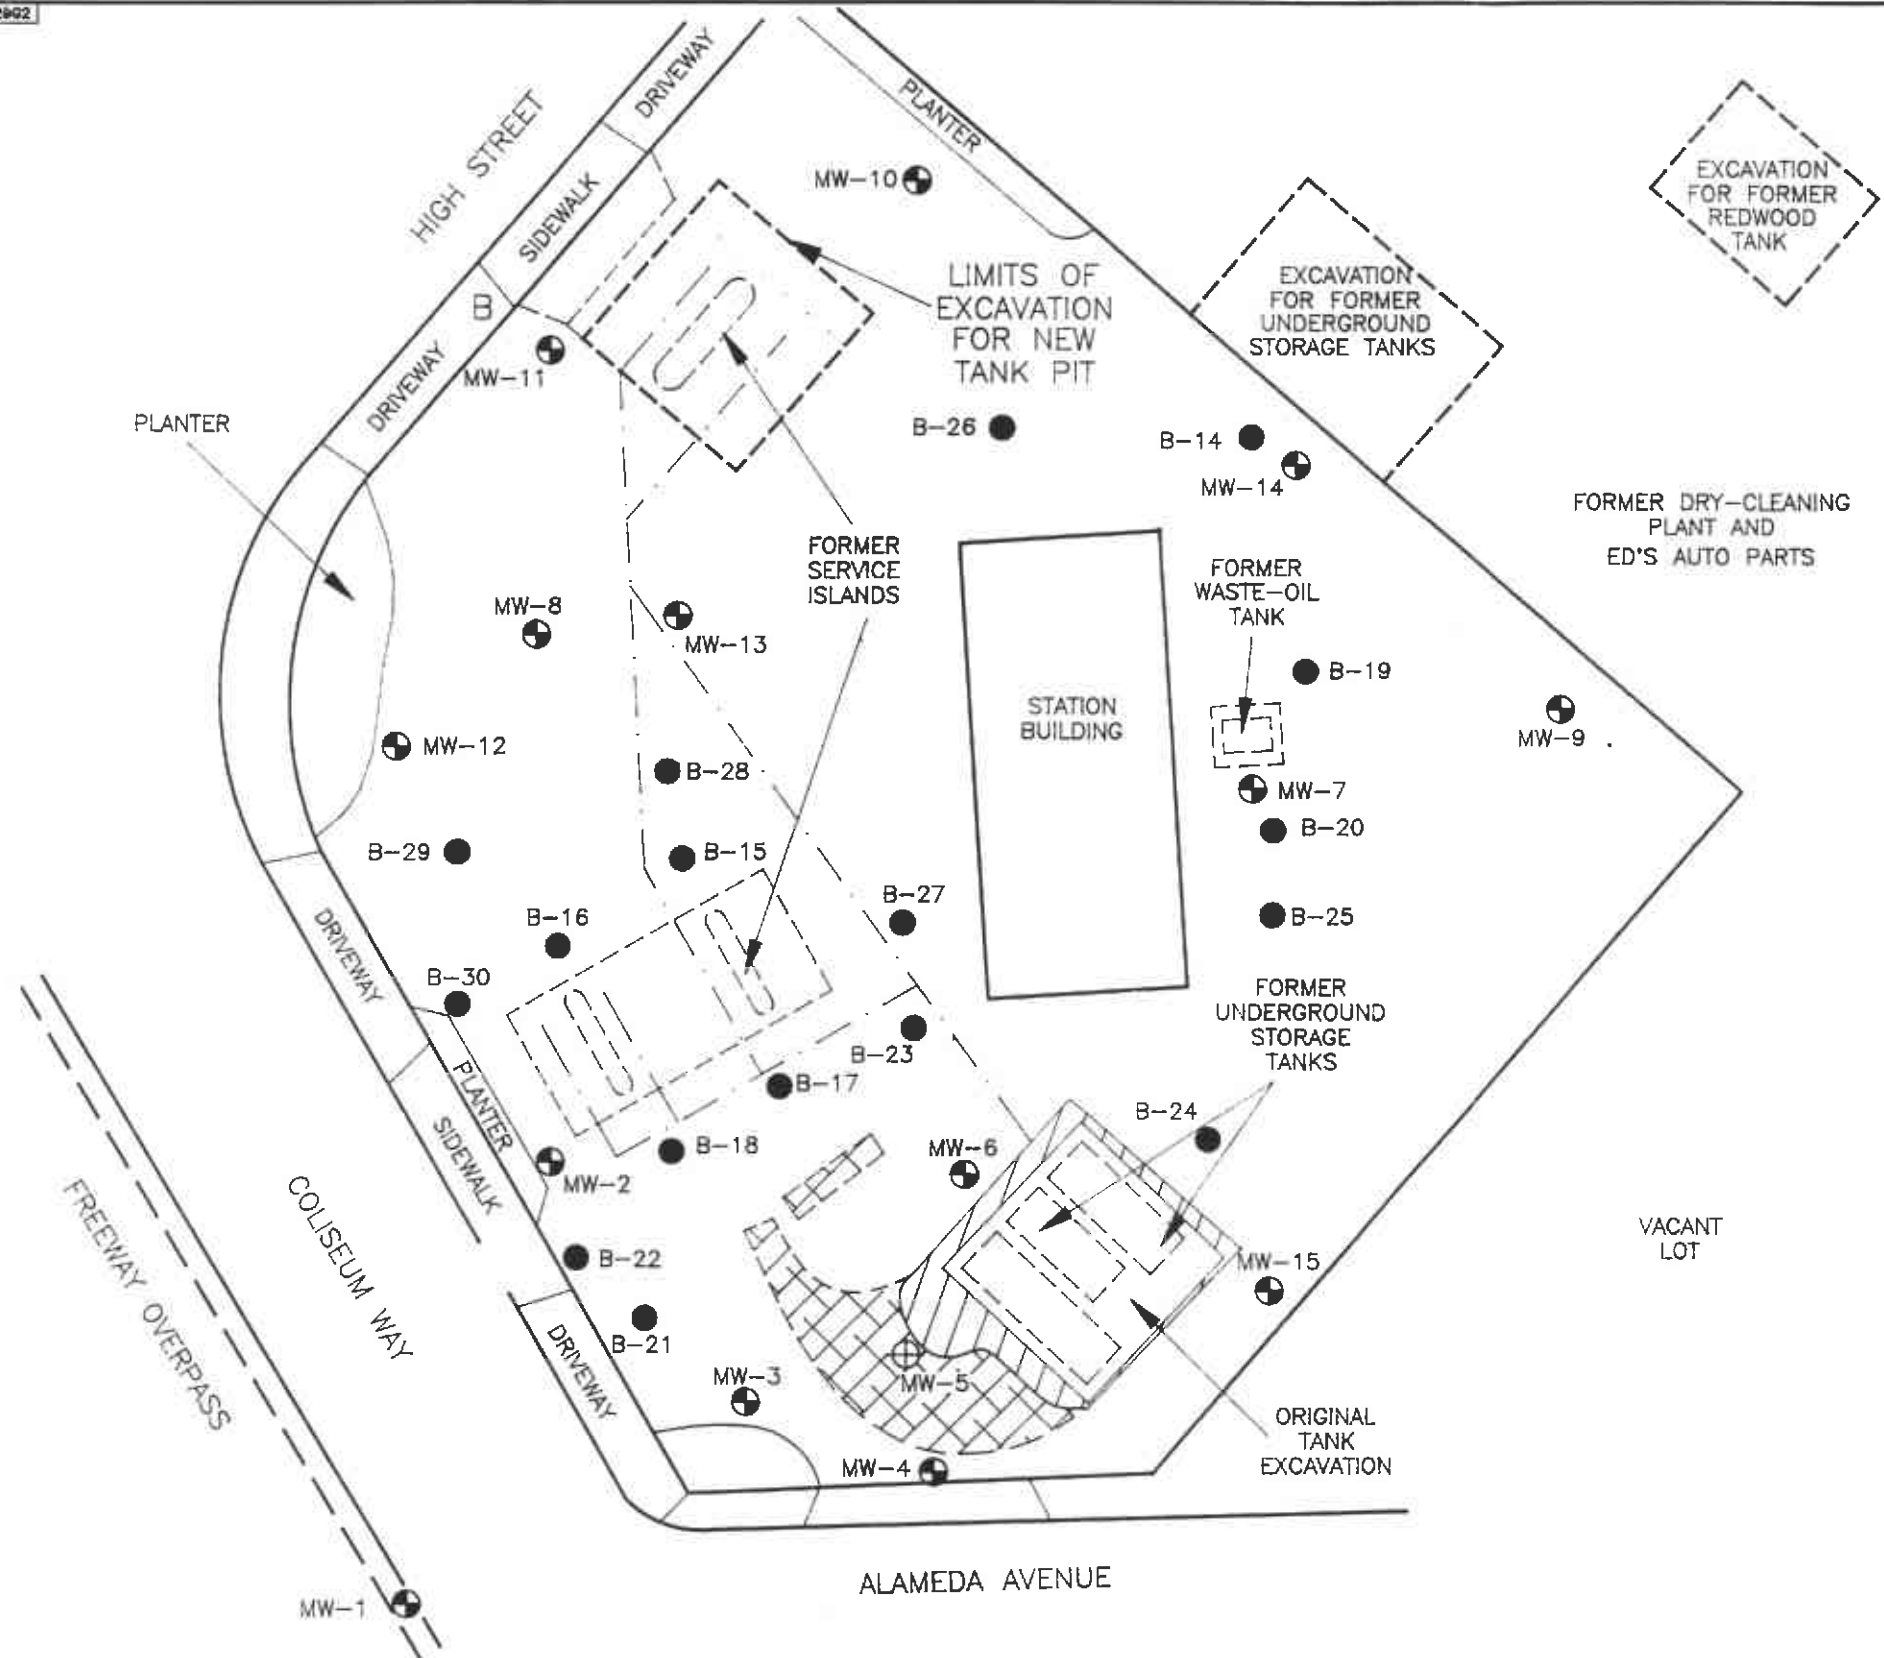 DRIVEWAY
PLANTER
HIGH STREET
SIDEWALK
MW-10
EXCAVATION
FOR FORMER
REDWOOD
TANK
LIMITS OF
EXCAVATION
FOR NEW
TANK PIT
EXCAVATION
FOR FORMER
UNDERGROUND
STORAGE TANKS
B
MW-11
DRIVEWAY
PLANTER
B-26
B-14
MW-14
FORMER DRY-CLEANING
PLANT AND
ED'S AUTO PARTS
FORMER
SERVICE
ISLANDS
FORMER
WASTE-OIL
TANK
MW-8
MW-13
B-19
STATION
BUILDING
MW-9
MW-12
B-28
MW-7
B-20
B-29
B-15
B-27
B-25
B-16
DRIVEWAY
B-30
FORMER
UNDERGROUND
STORAGE
TANKS
B-23
B-17
PLANTER
SIDEWALK
B-24
B-18
MW-6
MW-2
FREEWAY OVERPASS
COLISEUM WAY
VACANT
LOT
B-22
MW-15
B-21
DRIVEWAY
MW-3
MW-5
ORIGINAL
TANK
EXCAVATION
MW-4
ALAMEDA AVENUE
MW-1